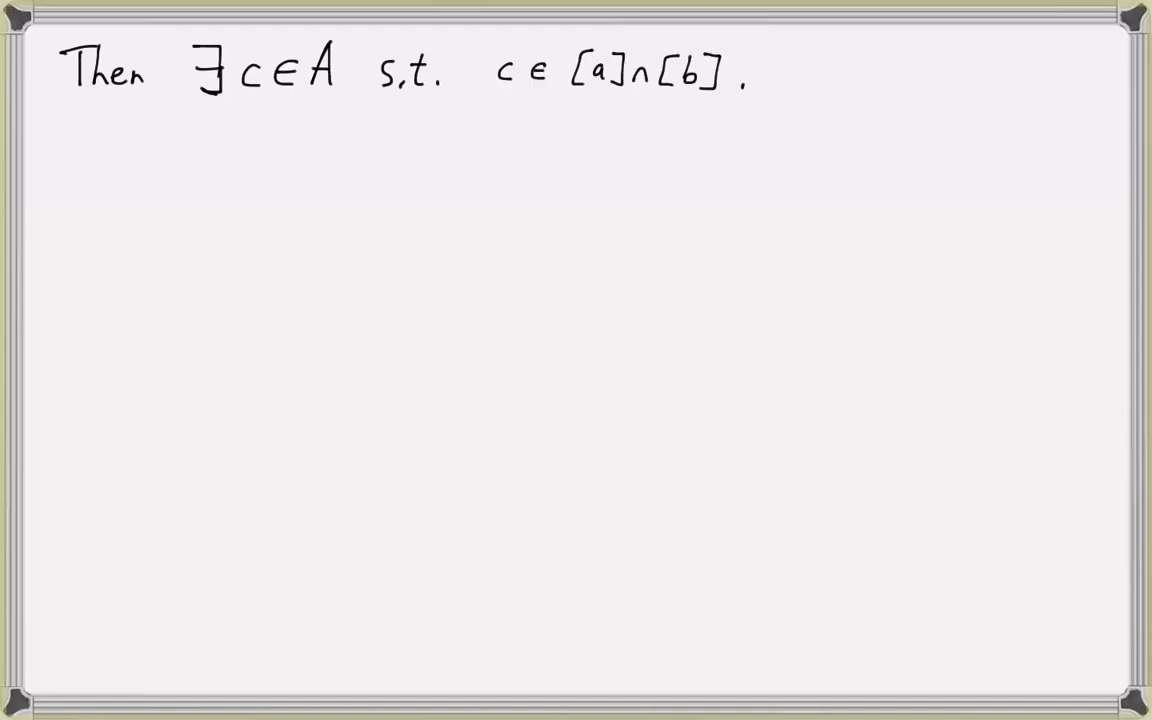 Then ∃ c ∈ A s.t. c ∈ [a]∩[b].